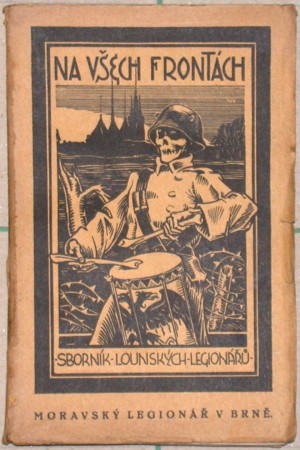 NA VŠECH FRONTÁCH
·SBORNÍK·LOUNSKÝCH·LEGIONÁŘŮ·
MORAVSKÝ LEGIONÁŘ V BRNĚ.